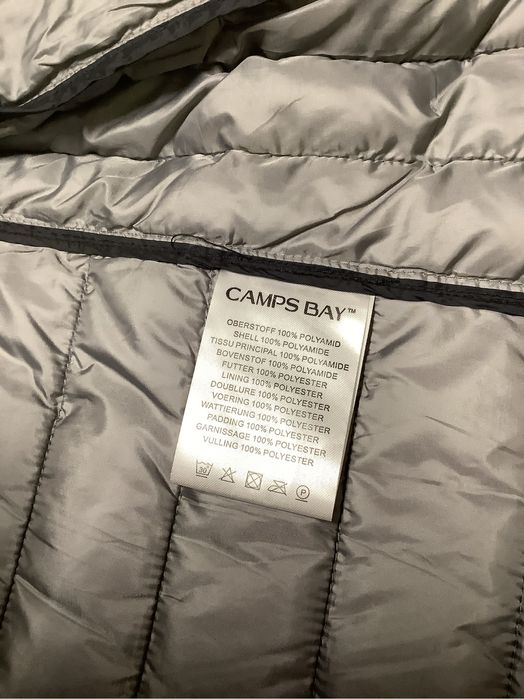 CAMPS BAY™
OBERSTOFF 100% POLYAMID
SHELL 100% POLYAMIDE
TISSU PRINCIPAL 100% POLYAMIDE
BOVENSTOF 100% POLYAMIDE
FUTTER 100% POLYESTER
LINING 100% POLYESTER
DOUBLURE 100% POLYESTER
VOERING 100% POLYESTER
WATTIERUNG 100% POLYESTER
PADDING 100% POLYESTER
GARNISSAGE 100% POLYESTER
VULLING 100% POLYESTER
30° P